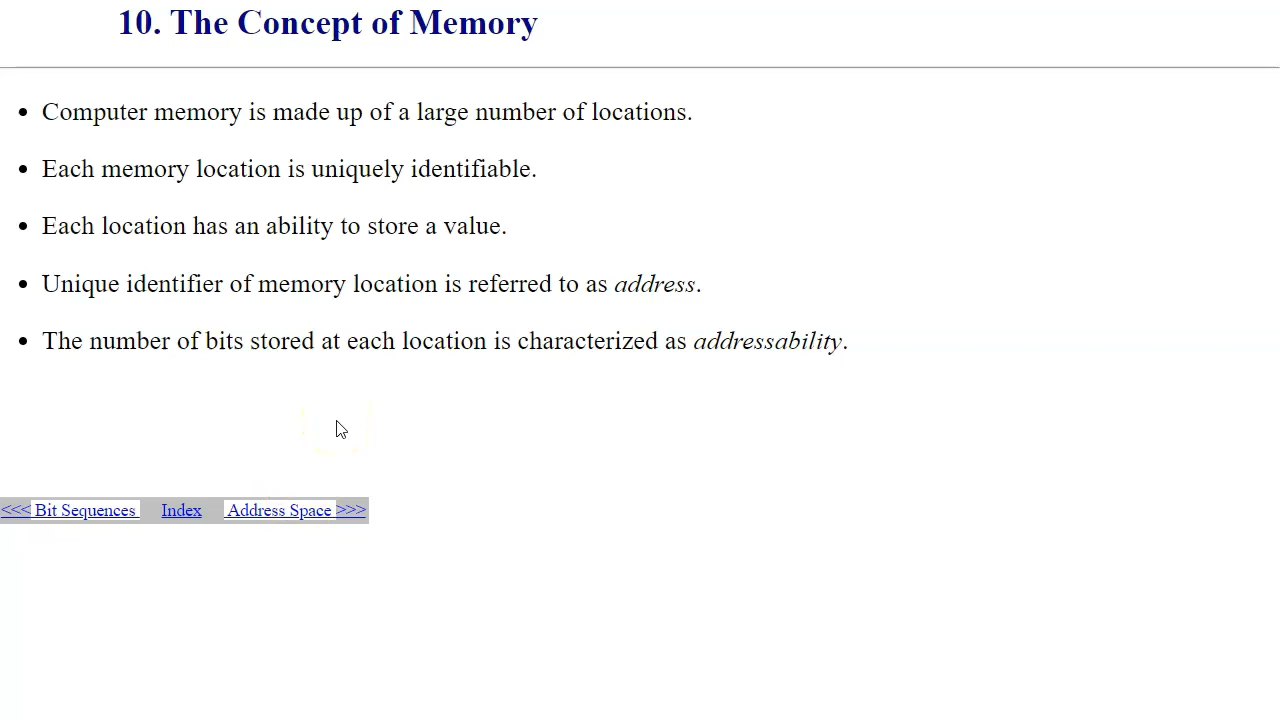 10. The Concept of Memory
• Computer memory is made up of a large number of locations.
• Each memory location is uniquely identifiable.
• Each location has an ability to store a value.
• Unique identifier of memory location is referred to as address.
• The number of bits stored at each location is characterized as addressability.
<<< Bit Sequences Index Address Space >>>